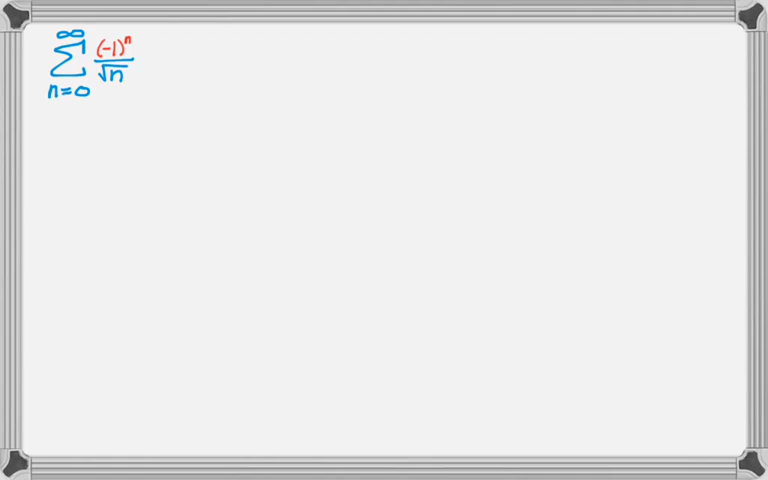 ∞
∑ (-1)ⁿ/√n
n=0